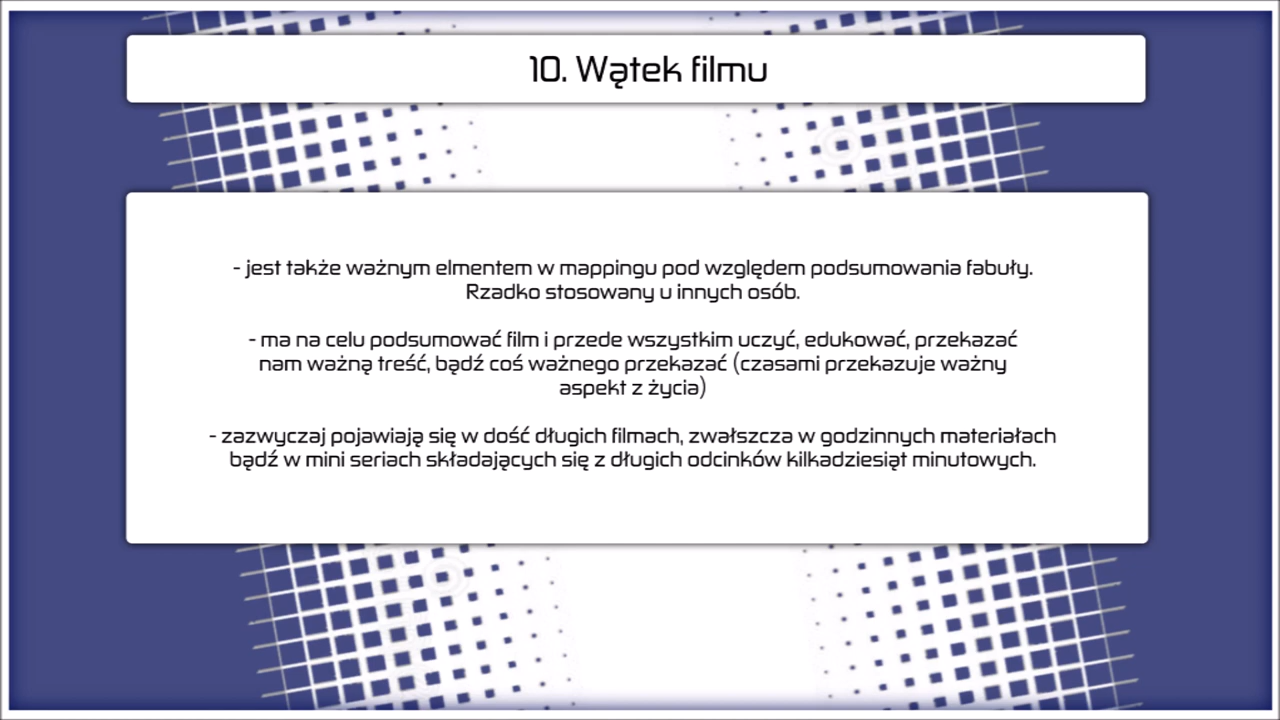 10. Wątek filmu
- jest także ważnym elmentem w mappingu pod względem podsumowania fabuły.
Rzadko stosowany u innych osób.
- ma na celu podsumować film i przede wszystkim uczyć, edukować, przekazać
nam ważną treść, bądź coś ważnego przekazać (czasami przekazuje ważny
aspekt z życia)
- zazwyczaj pojawiają się w dość długich filmach, zwałszcza w godzinnych materiałach
bądź w mini seriach składających się z długich odcinków kilkadziesiąt minutowych.